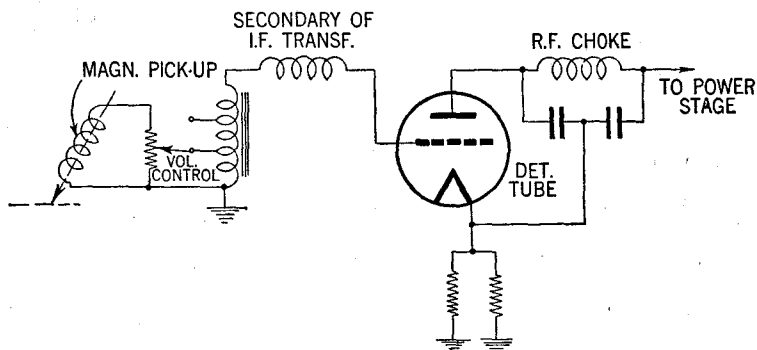 SECONDARY OF
I.F. TRANSF.
R.F. CHOKE
MAGN. PICK-UP
TO POWER
STAGE
VOL.
CONTROL
DET.
TUBE